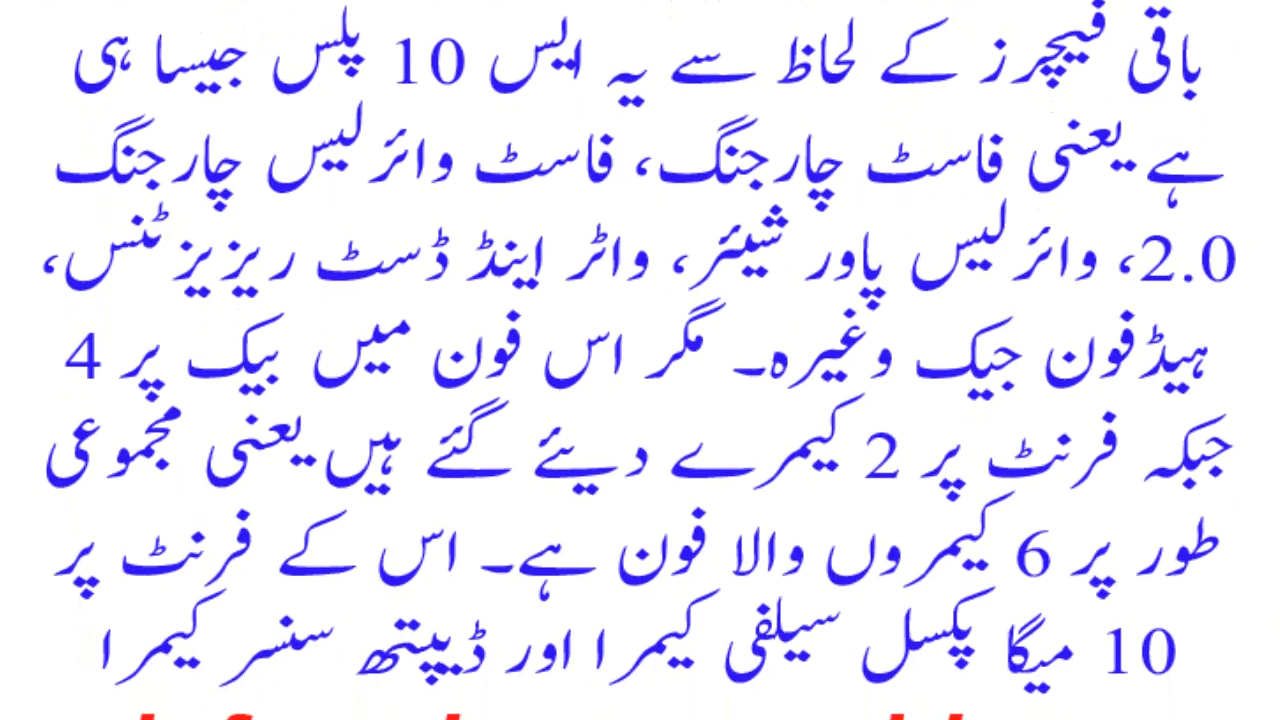 باقی فیچرز کے لحاظ سے یہ ایس 10 پلس جیسا ہی
ہے یعنی فاسٹ چارجنگ، فاسٹ وائرلیس چارجنگ
2.0، وائرلیس پاور شیئر، واٹر اینڈ ڈسٹ ریزیزٹنس،
ہیڈفون جیک وغیرہ۔ مگر اس فون میں بیک پر 4
جبکہ فرنٹ پر 2 کیمرے دیئے گئے ہیں یعنی مجموعی
طور پر 6 کیمروں والا فون ہے۔ اس کے فرنٹ پر
10 میگا پکسل سیلفی کیمرا اور ڈیپتھ سنسر کیمرا